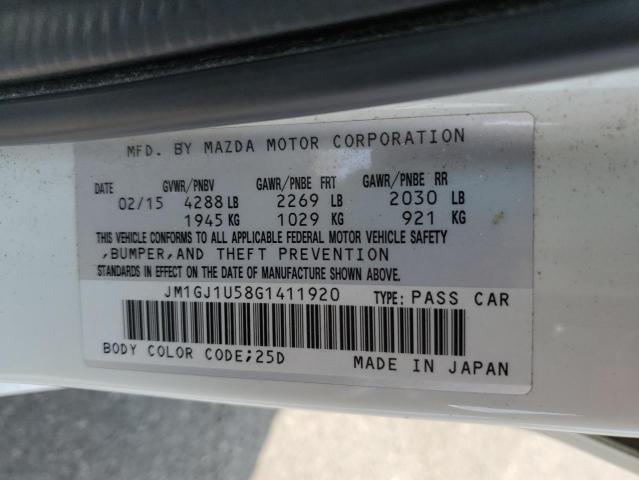 MFD. BY MAZDA MOTOR CORPORATION
DATE GVWR/PNBV GAWR/PNBE FRT GAWR/PNBE RR
02/15 4288 LB 2269 LB 2030 LB
1945 KG 1029 KG 921 KG
THIS VEHICLE CONFORMS TO ALL APPLICABLE FEDERAL MOTOR VEHICLE SAFETY
,BUMPER,AND THEFT PREVENTION
STANDARDS IN EFFECT ON THE DATE OF MANUFACTURE SHOWN ABOVE.
JM1GJ1U58G1411920 TYPE: PASS CAR
BODY COLOR CODE;25D MADE IN JAPAN